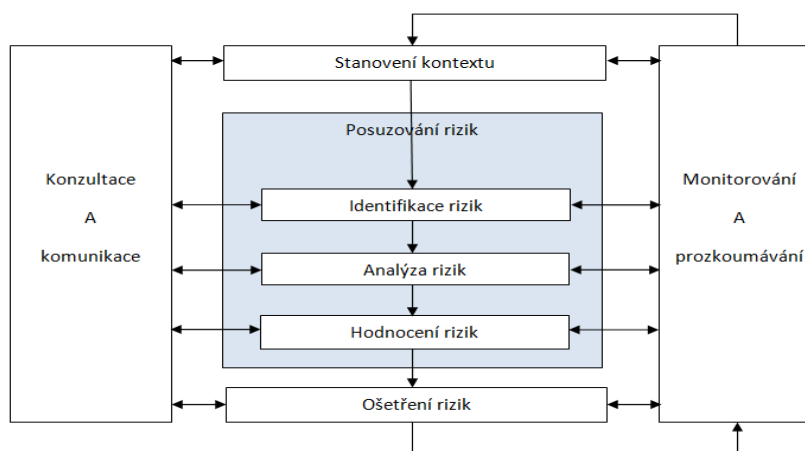 Stanovení kontextu
Posuzování rizik
Konzultace
A
komunikace
Identifikace rizik
Analýza rizik
Hodnocení rizik
Ošetření rizik
Monitorování
A
prozkoumávání